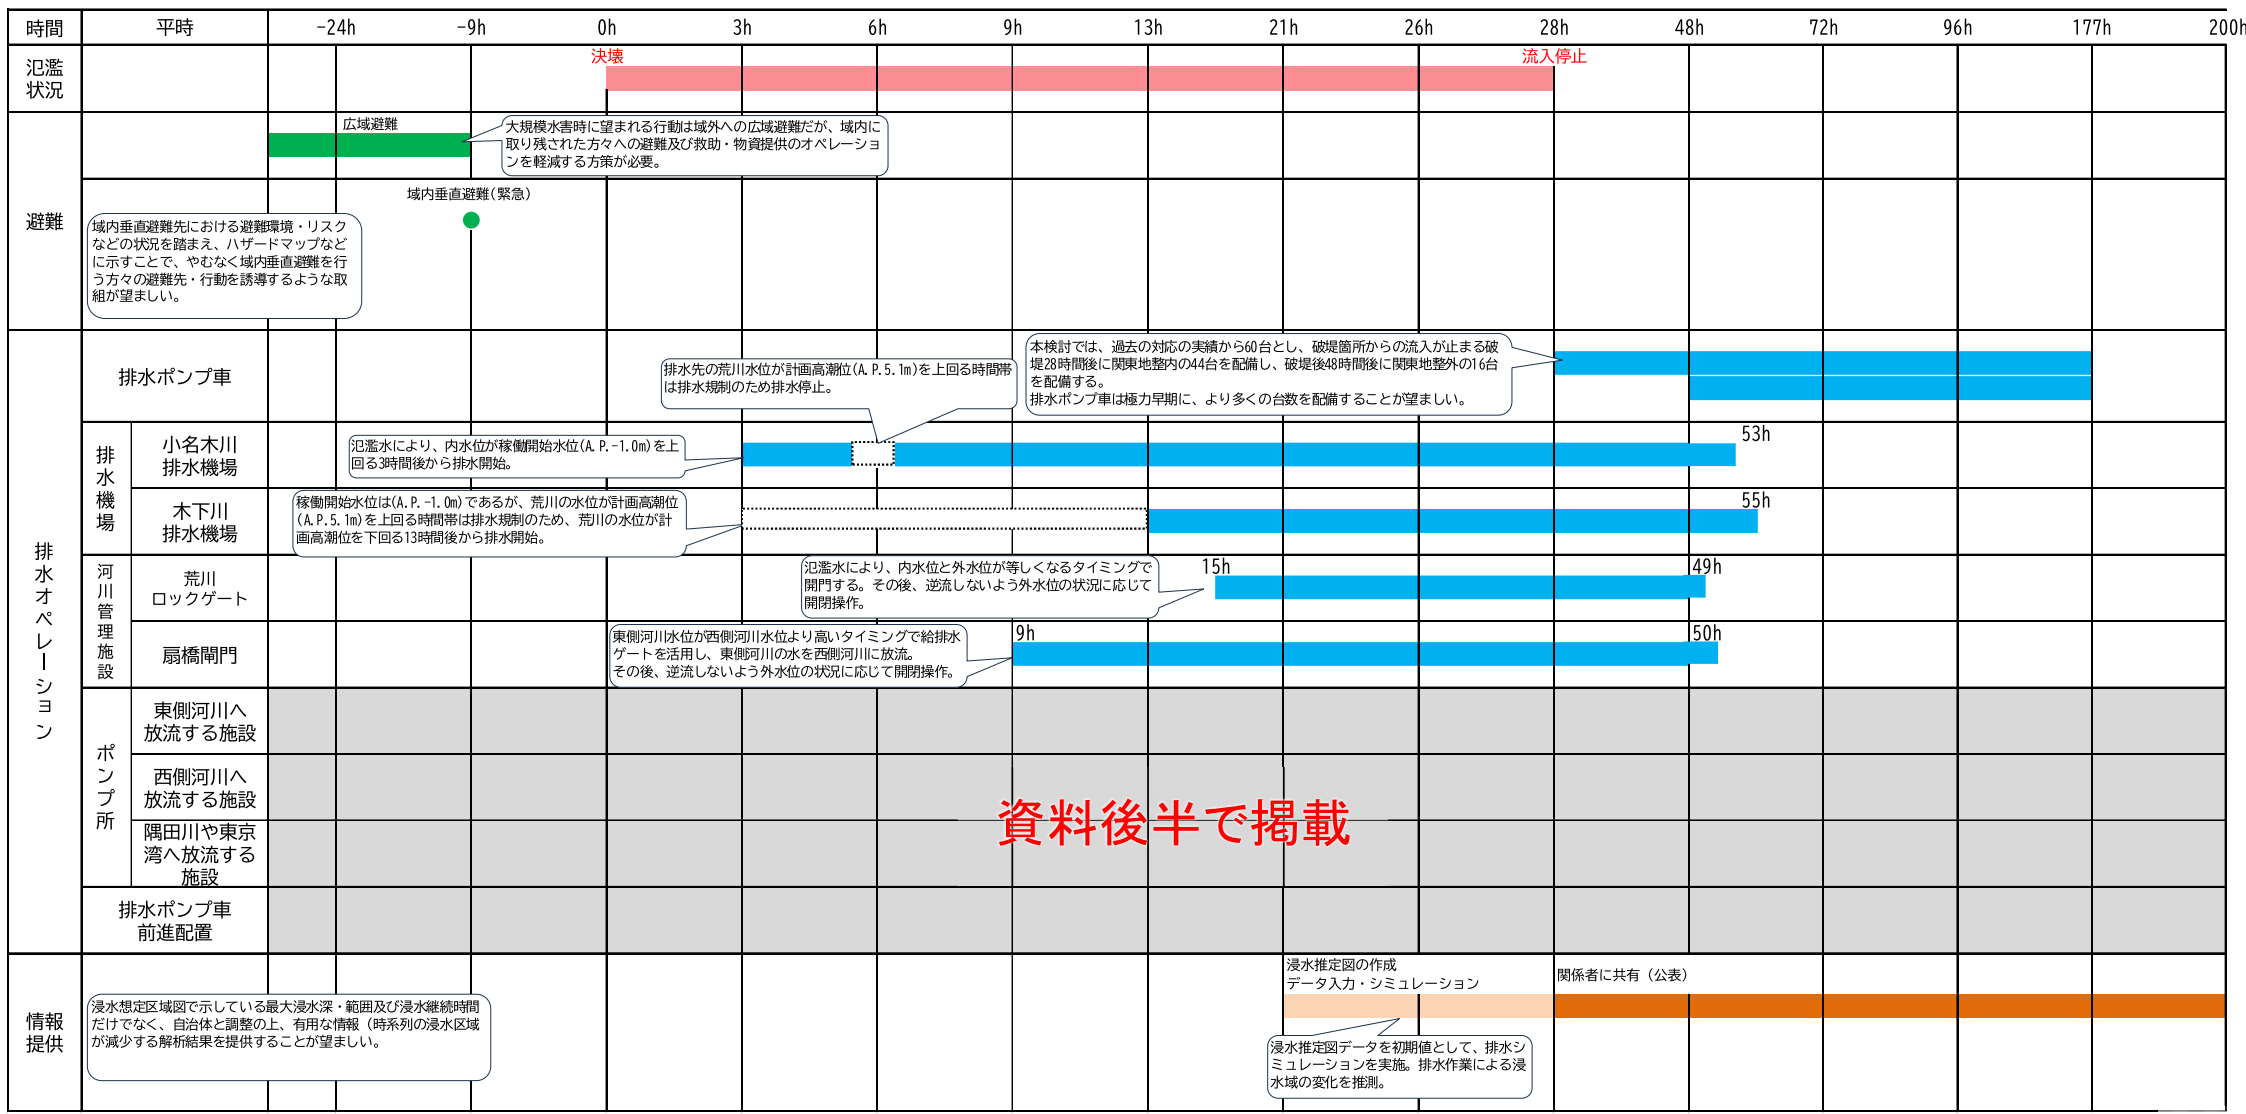 時間 平時 -24h -9h 0h 3h 6h 9h 13h 21h 26h 28h 48h 72h 96h 177h 200h
氾濫
状況
決壊
流入停止
避難
広域避難
大規模水害時に望まれる行動は域外への広域避難だが、域内に
取り残された方々への避難及び救助・物資提供のオペレーショ
ンを軽減する方策が必要。
域内垂直避難(緊急)
域内垂直避難先における避難環境・リスク
などの状況を踏まえ、ハザードマップなど
に示すことで、やむなく域内垂直避難を行
う方々の避難先・行動を誘導するような取
組が望ましい。
排水オペレーション
排水ポンプ車
本検討では、過去の対応の実績から60台とし、破堤箇所からの流入が止まる破
堤28時間後に関東地整内の44台を配備し、破堤後48時間後に関東地整外の16台
を配備する。
排水ポンプ車は極力早期に、より多くの台数を配備することが望ましい。
排水先の荒川水位が計画高潮位(A.P.5.1m)を上回る時間帯
は排水規制のため排水停止。
排水機場
小名木川
排水機場
氾濫水により、内水位が稼働開始水位(A.P.-1.0m)を上
回る3時間後から排水開始。
53h
木下川
排水機場
稼働開始水位は(A.P.-1.0m)であるが、荒川の水位が計画高潮位
(A.P.5.1m)を上回る時間帯は排水規制のため、荒川の水位が計
画高潮位を下回る13時間後から排水開始。
55h
河川管理施設
荒川
ロックゲート
氾濫水により、内水位と外水位が等しくなるタイミングで
開門する。その後、逆流しないよう外水位の状況に応じて
開閉操作。
15h
49h
扇橋閘門
東側河川水位が西側河川水位より高いタイミングで給排水
ゲートを活用し、東側河川の水を西側河川に放流。
その後、逆流しないよう外水位の状況に応じて開閉操作。
9h
50h
ポンプ所
東側河川へ
放流する施設
西側河川へ
放流する施設
隅田川や東京
湾へ放流する
施設
資料後半で掲載
排水ポンプ車
前進配置
情報
提供
浸水想定区域図で示している最大浸水深・範囲及び浸水継続時間
だけでなく、自治体と調整の上、有用な情報（時系列の浸水区域
が減少する解析結果を提供することが望ましい。
浸水推定図の作成
データ入力・シミュレーション
関係者に共有（公表）
浸水推定図データを初期値として、排水シ
ミュレーションを実施。排水作業による浸
水域の変化を推測。